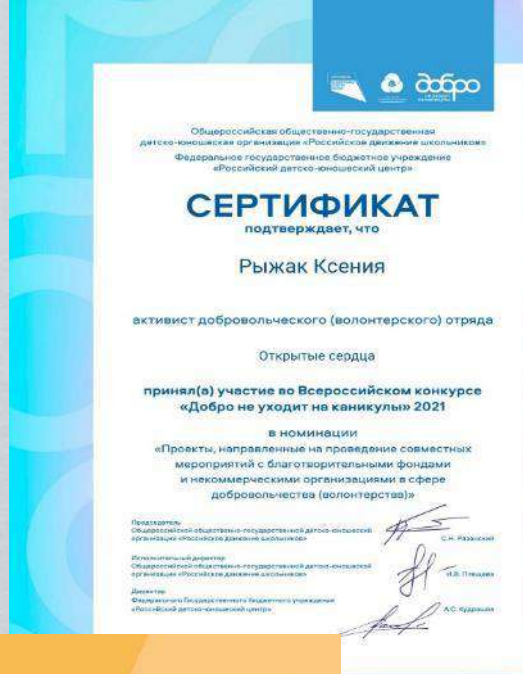 добро
Общероссийская общественно-государственная
детско-юношеская организация «Российское движение школьников»
Федеральное государственное бюджетное учреждение
«Российский детско-юношеский центр»
СЕРТИФИКАТ
подтверждает, что
Рыжак Ксения
активист добровольческого (волонтерского) отряда
Открытые сердца
принял(а) участие во Всероссийском конкурсе
«Добро не уходит на каникулы» 2021
в номинации
«Проекты, направленные на проведение совместных
мероприятий с благотворительными фондами
и некоммерческими организациями в сфере
добровольчества (волонтерства)»
Председатель
Общероссийской общественно-государственной детско-юношеской
организации «Российское движение школьников»
С.Н. Рязанский
Исполнительный директор
Общероссийской общественно-государственной детско-юношеской
организации «Российское движение школьников»
И.В. Плещева
Директор
Федерального Государственного бюджетного учреждения
«Российский детско-юношеский центр»
А.С. Кудряшов